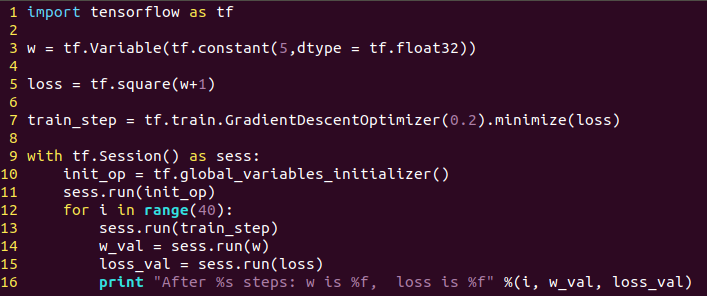 1 import tensorflow as tf
2
3 w = tf.Variable(tf.constant(5,dtype = tf.float32))
4
5 loss = tf.square(w+1)
6
7 train_step = tf.train.GradientDescentOptimizer(0.2).minimize(loss)
8
9 with tf.Session() as sess:
10     init_op = tf.global_variables_initializer()
11     sess.run(init_op)
12     for i in range(40):
13         sess.run(train_step)
14         w_val = sess.run(w)
15         loss_val = sess.run(loss)
16         print "After %s steps: w is %f,  loss is %f" %(i, w_val, loss_val)